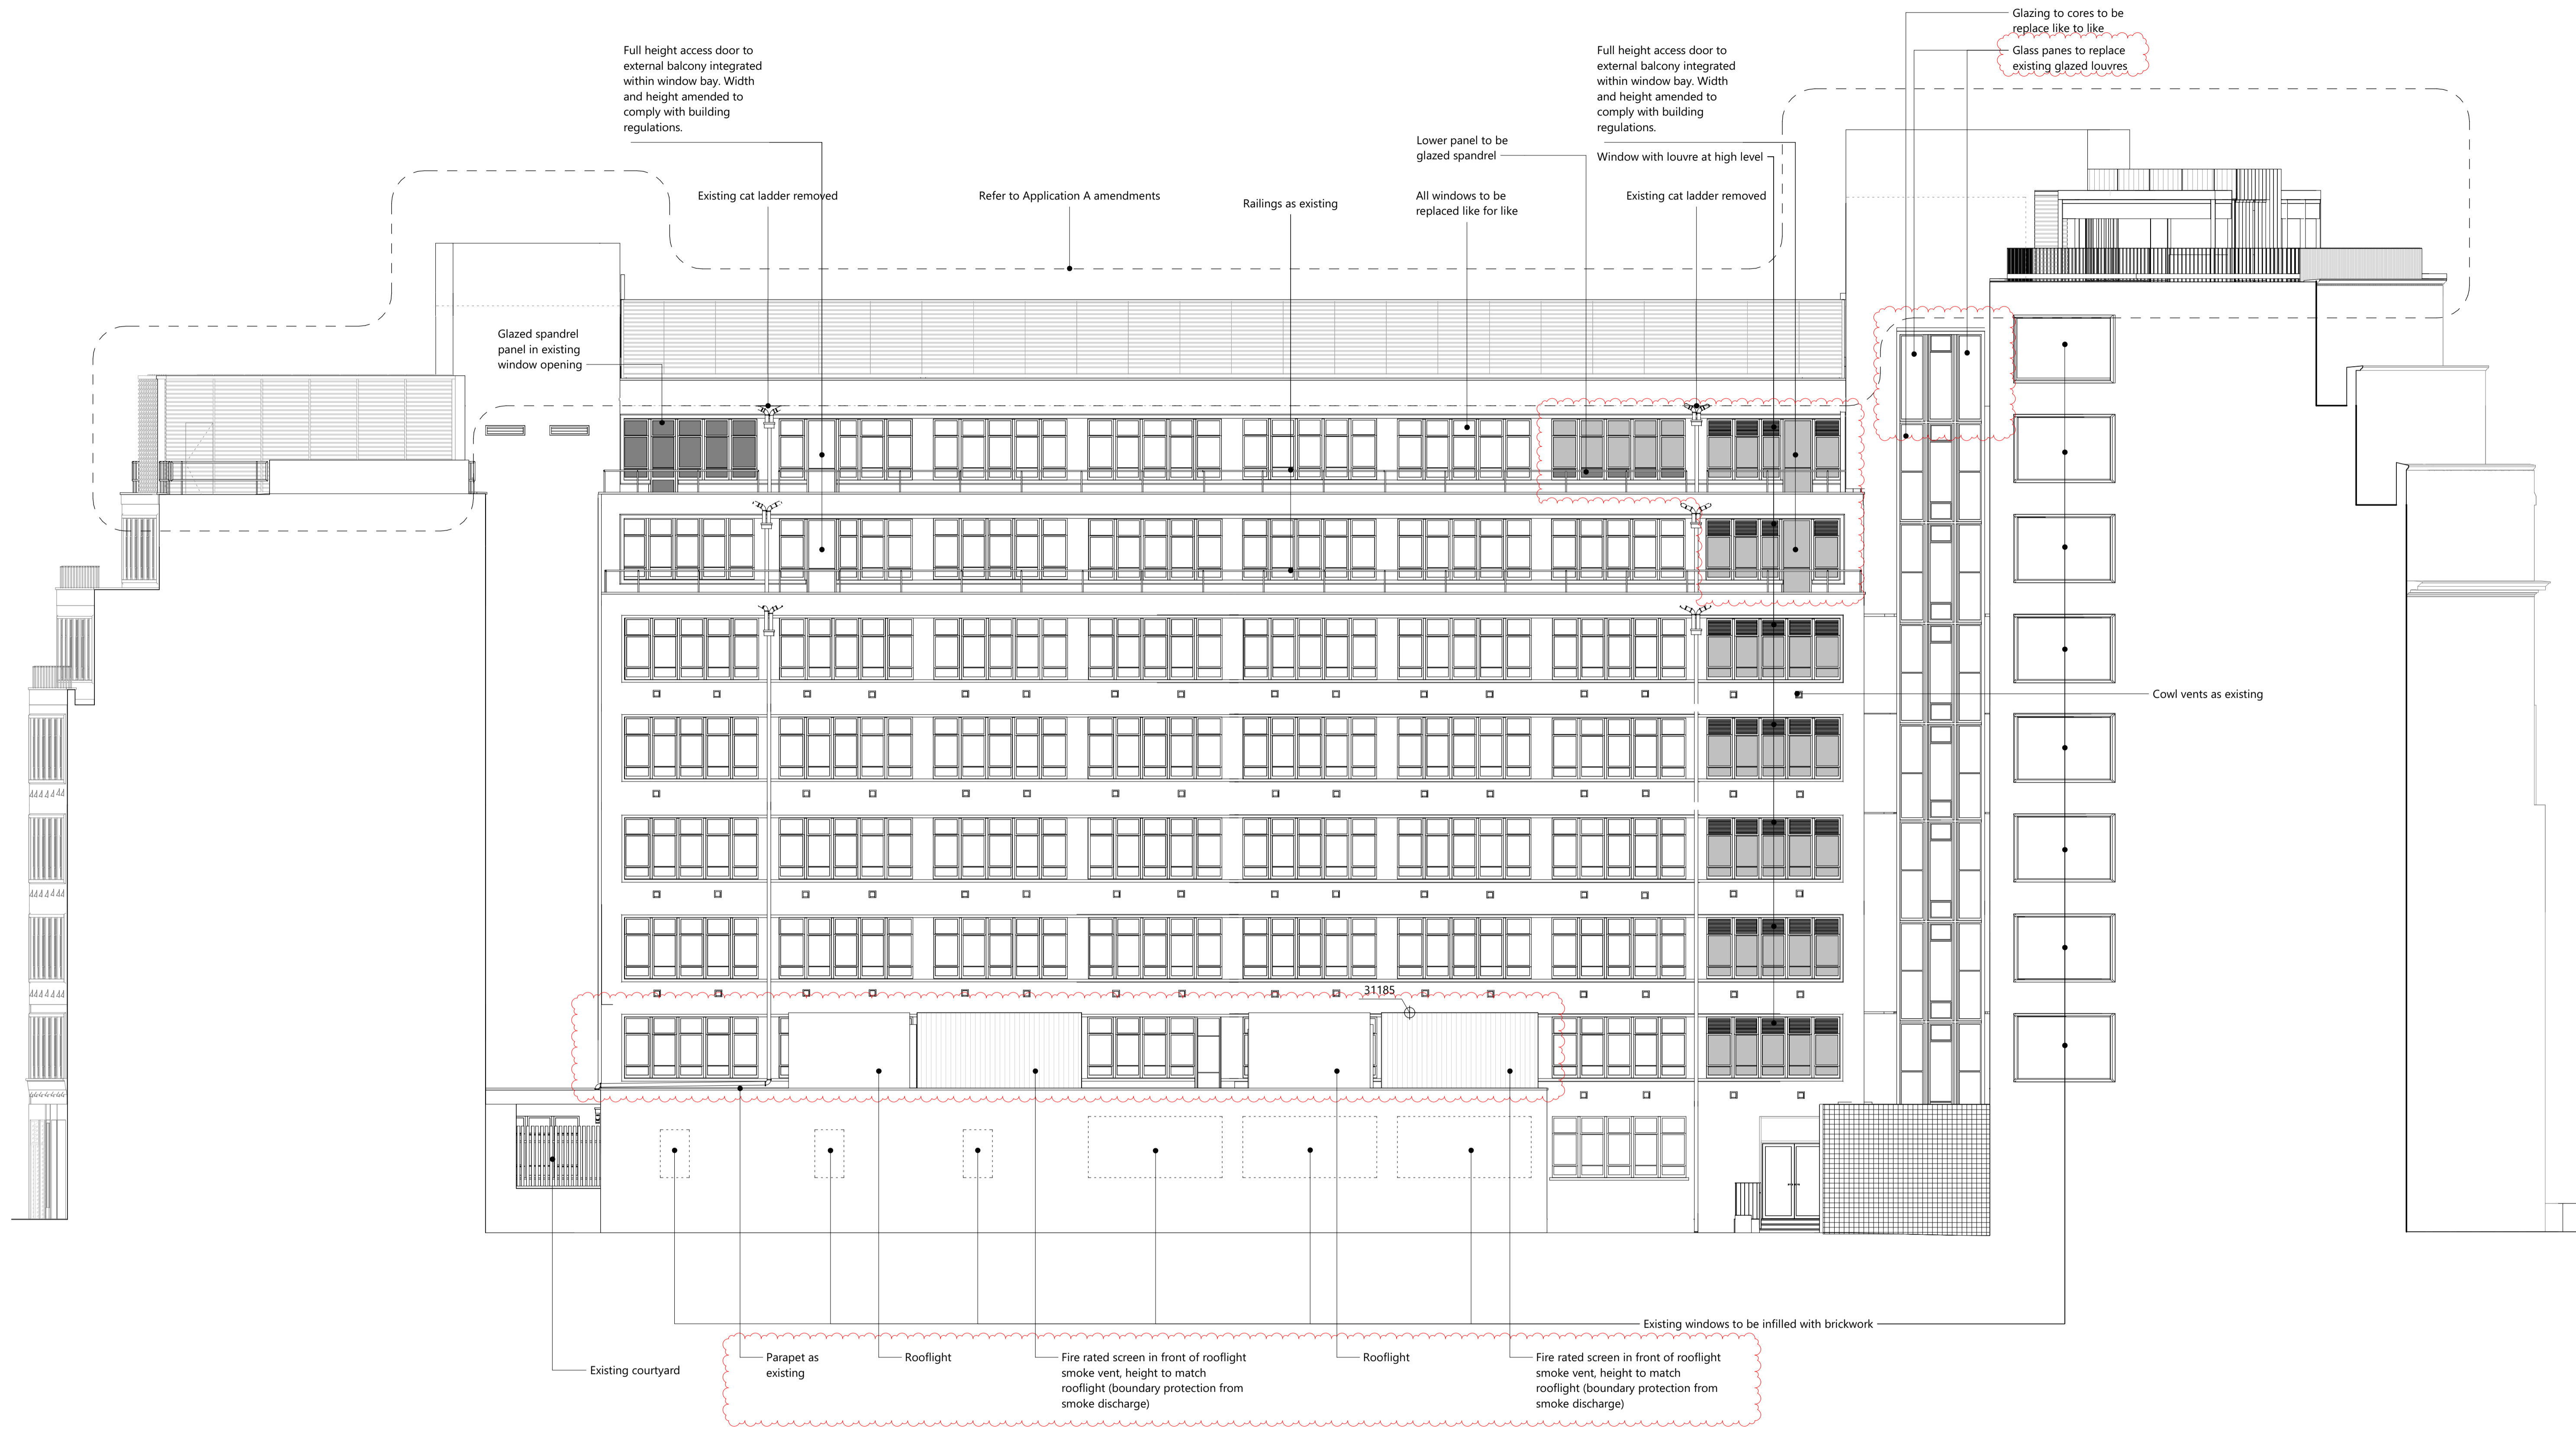 Glazing to cores to be
replace like to like
Glass panes to replace
existing glazed louvres
Full height access door to
external balcony integrated
within window bay. Width
and height amended to
comply with building
regulations.
Full height access door to
external balcony integrated
within window bay. Width
and height amended to
comply with building
regulations.
Lower panel to be
glazed spandrel
Window with louvre at high level
Existing cat ladder removed
Refer to Application A amendments
Railings as existing
All windows to be
replaced like for like
Existing cat ladder removed
Glazed spandrel
panel in existing
window opening
Cowl vents as existing
31185
Existing windows to be infilled with brickwork
Existing courtyard
Parapet as
existing
Rooflight
Fire rated screen in front of rooflight
smoke vent, height to match
rooflight (boundary protection from
smoke discharge)
Rooflight
Fire rated screen in front of rooflight
smoke vent, height to match
rooflight (boundary protection from
smoke discharge)